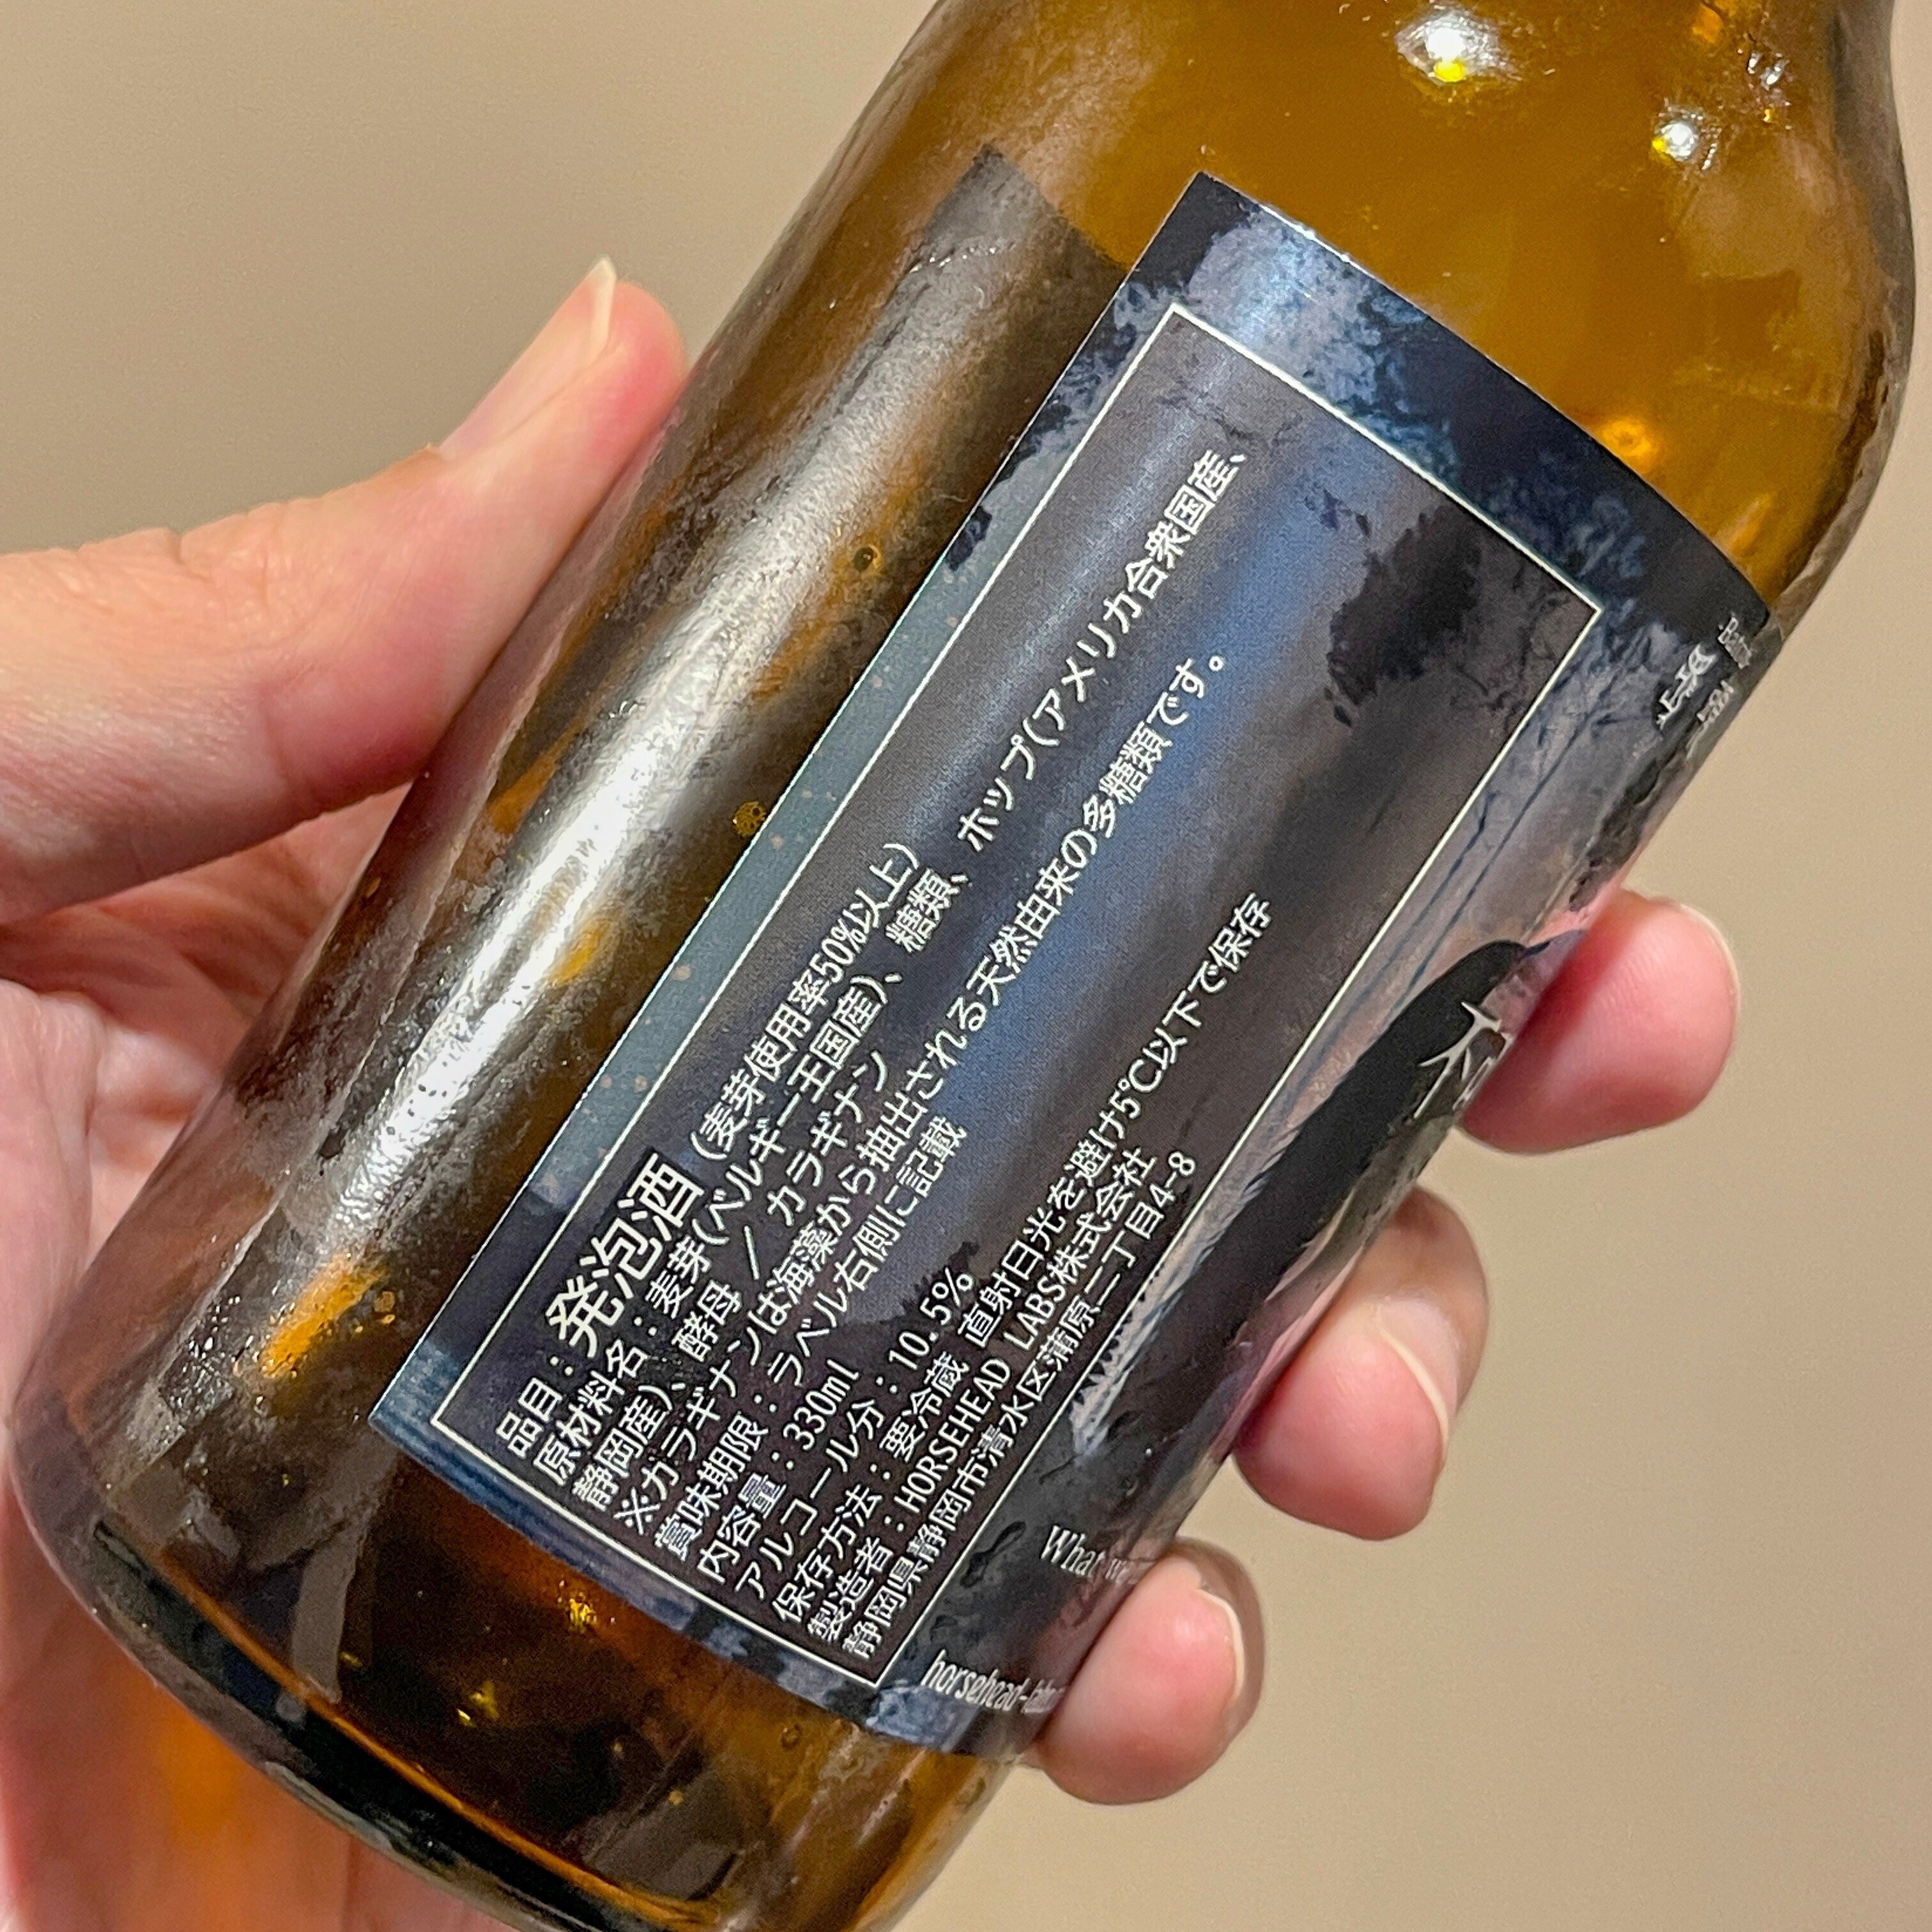 品目：発泡酒（麦芽使用率50%以上）
原材料名：麦芽(ベルギー王国産)、糖類、ホップ(アメリカ合衆国産、
静岡産)、酵母 ／ カラギナン
※カラギナンは海藻から抽出される天然由来の多糖類です。
賞味期限：ラベル右側に記載
内容量：330ml
アルコール分：10.5%
保存方法：要冷蔵 直射日光を避け5℃以下で保存
製造者：HORSEHEAD LABS株式会社
静岡県静岡市清水区蒲原二丁目4-8
What
horsehead-